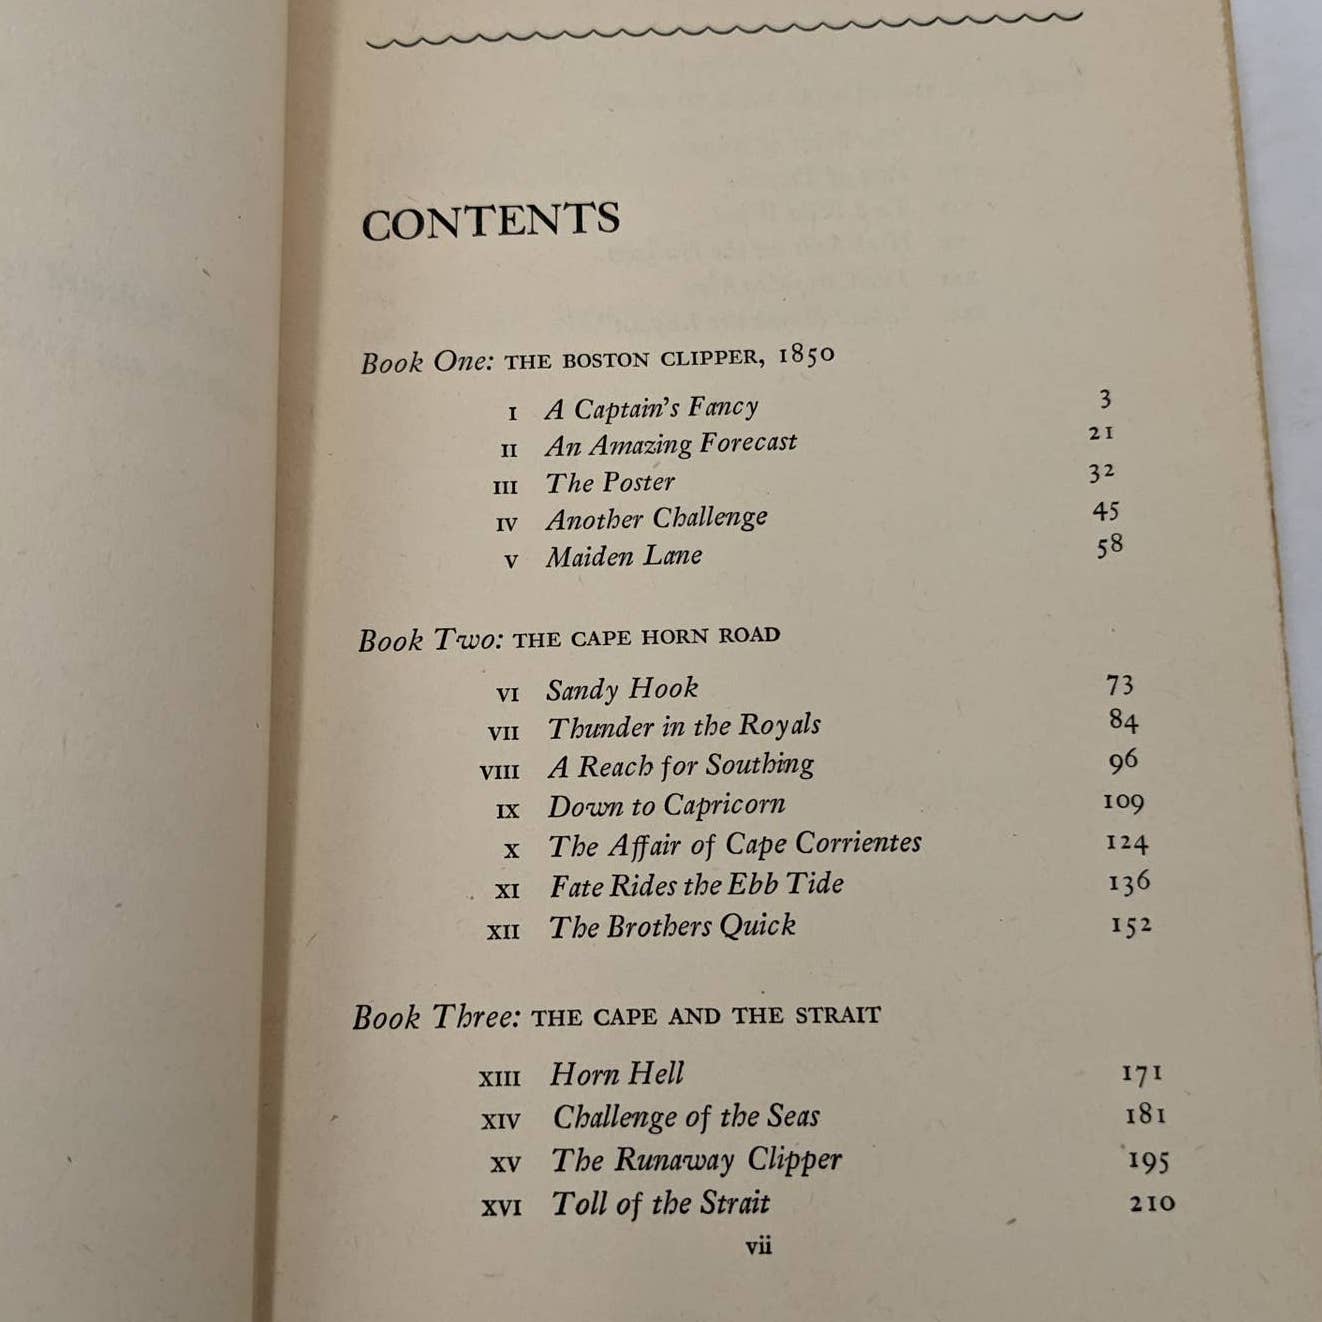 CONTENTS
Book One: THE BOSTON CLIPPER, 1850
I A Captain's Fancy 3
II An Amazing Forecast 21
III The Poster 32
IV Another Challenge 45
V Maiden Lane 58
Book Two: THE CAPE HORN ROAD
VI Sandy Hook 73
VII Thunder in the Royals 84
VIII A Reach for Southing 96
IX Down to Capricorn 109
X The Affair of Cape Corrientes 124
XI Fate Rides the Ebb Tide 136
XII The Brothers Quick 152
Book Three: THE CAPE AND THE STRAIT
XIII Horn Hell 171
XIV Challenge of the Seas 181
XV The Runaway Clipper 195
XVI Toll of the Strait 210
vii